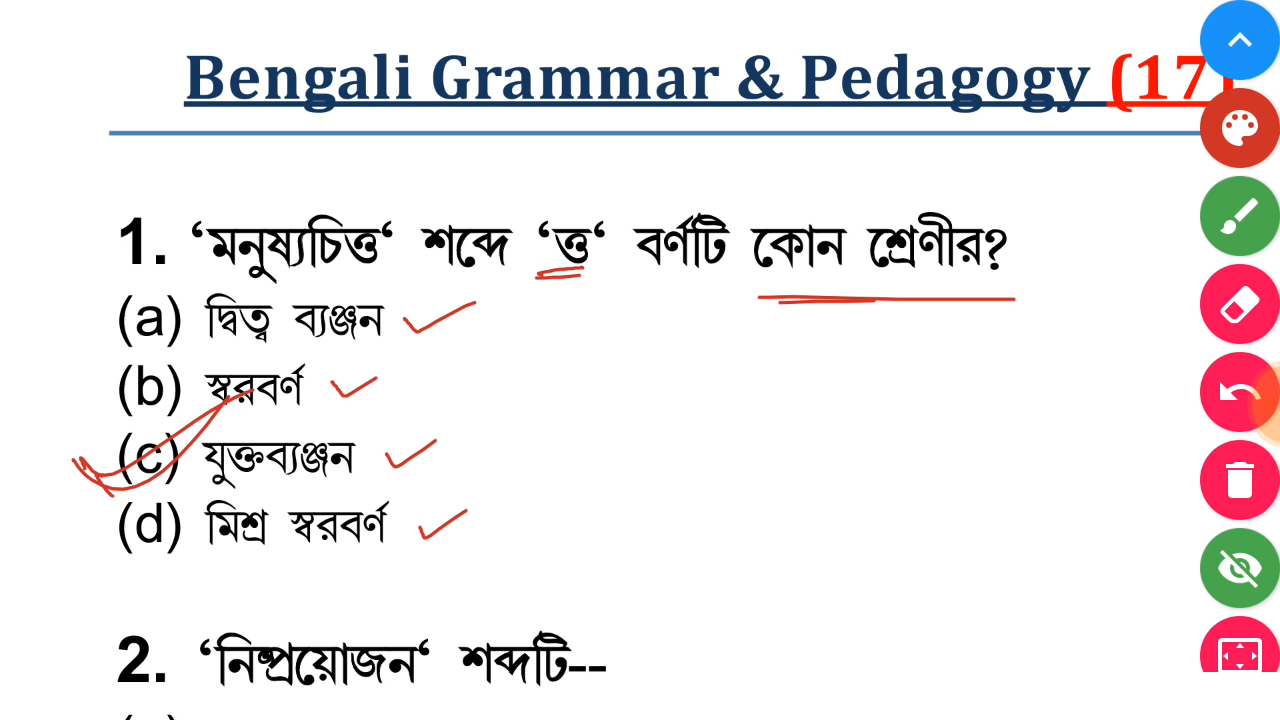 Bengali Grammar & Pedagogy (17)
1. ‘মনুষ্যচিত্ত‘ শব্দে ‘ত্ত‘ বর্ণটি কোন শ্রেণীর?
(a) দ্বিত্ব ব্যঞ্জন
(b) স্বরবর্ণ
(c) যুক্তব্যঞ্জন
(d) মিশ্র স্বরবর্ণ
2. ‘নিষ্প্রয়োজন‘ শব্দটি--